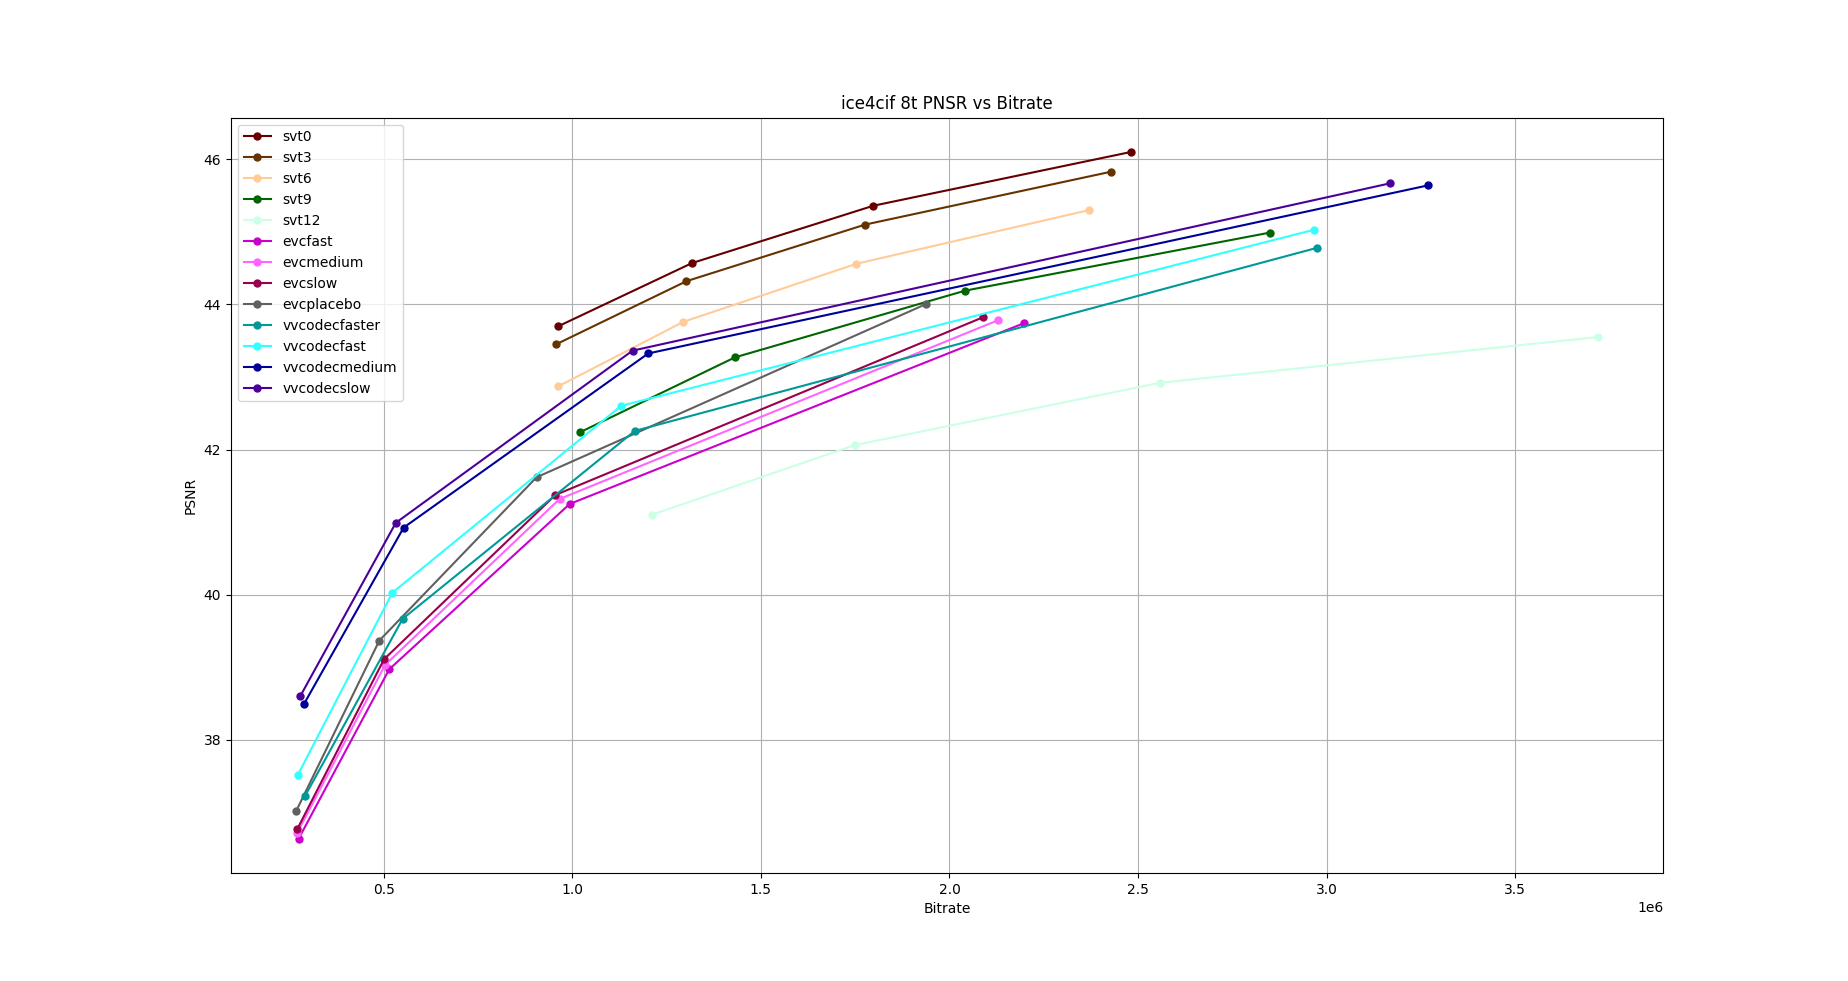 ice4cif 8t PNSR vs Bitrate
svt0
svt3
svt6
svt9
svt12
evcfast
evcmedium
evcslow
evcplacebo
vvcodecfaster
vvcodecfast
vvcodecmedium
vvcodecslow
46
44
42
40
38
PSNR
0.5 1.0 1.5 2.0 2.5 3.0 3.5
Bitrate
1e6